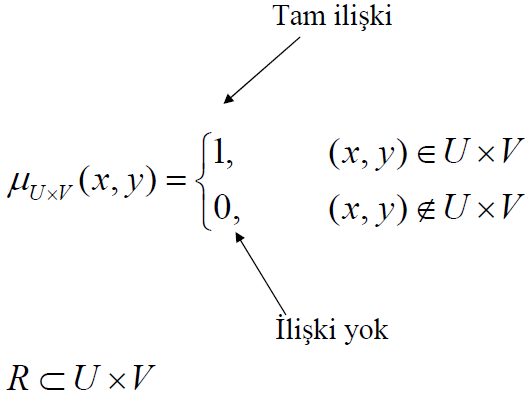 Tam ilişki
μ_{U×V}(x, y) = { 1, (x, y) ∈ U × V
0, (x, y) ∉ U × V
İlişki yok
R ⊂ U × V